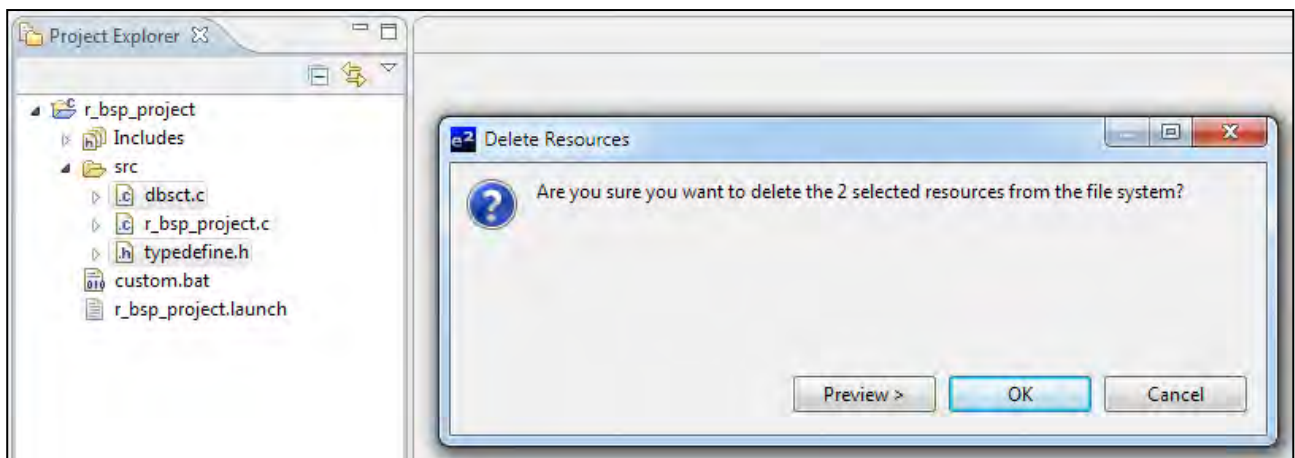 Project Explorer
r_bsp_project
Includes
src
dbsct.c
r_bsp_project.c
typedefine.h
custom.bat
r_bsp_project.launch
e2 Delete Resources
Are you sure you want to delete the 2 selected resources from the file system?
Preview >
OK
Cancel